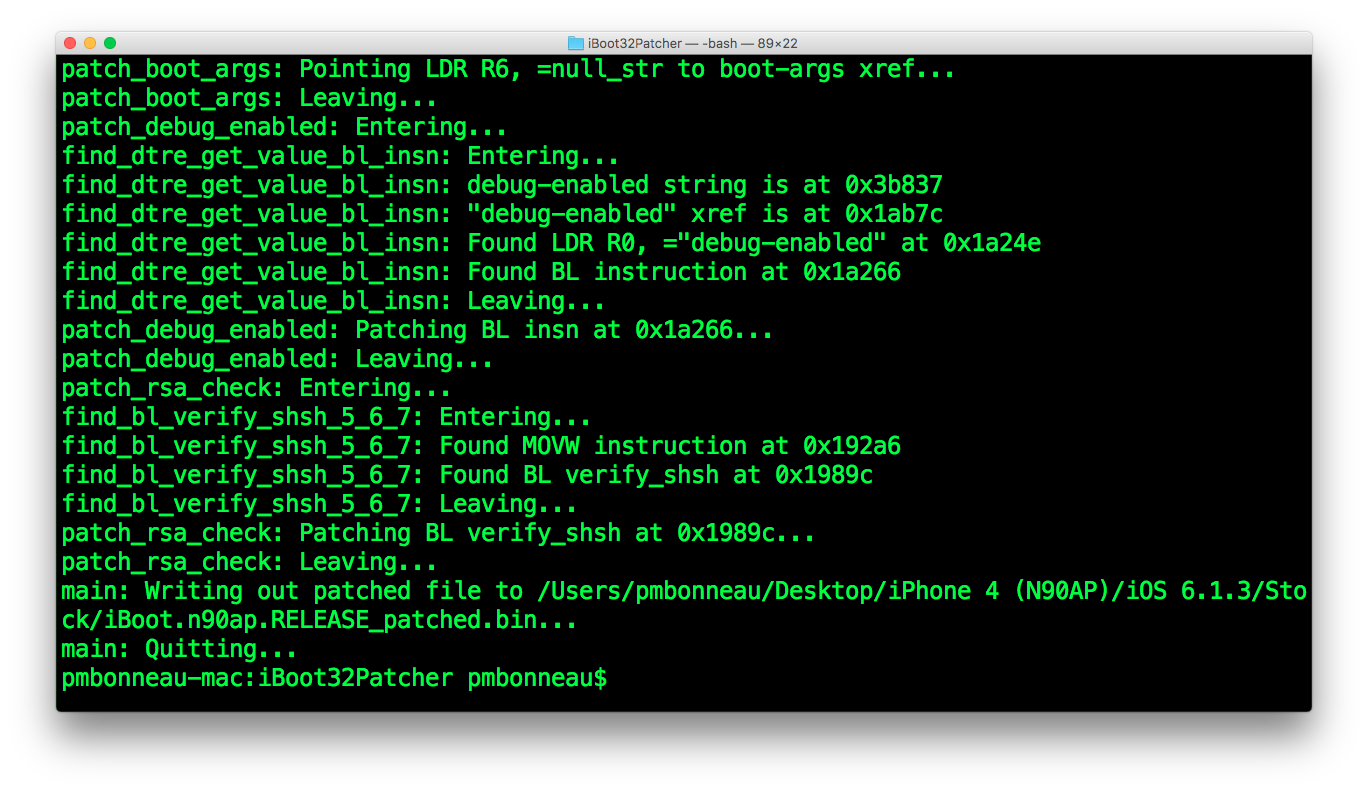 iBoot32Patcher — -bash — 89×22
patch_boot_args: Pointing LDR R6, =null_str to boot-args xref...
patch_boot_args: Leaving...
patch_debug_enabled: Entering...
find_dtre_get_value_bl_insn: Entering...
find_dtre_get_value_bl_insn: debug-enabled string is at 0x3b837
find_dtre_get_value_bl_insn: "debug-enabled" xref is at 0x1ab7c
find_dtre_get_value_bl_insn: Found LDR R0, ="debug-enabled" at 0x1a24e
find_dtre_get_value_bl_insn: Found BL instruction at 0x1a266
find_dtre_get_value_bl_insn: Leaving...
patch_debug_enabled: Patching BL insn at 0x1a266...
patch_debug_enabled: Leaving...
patch_rsa_check: Entering...
find_bl_verify_shsh_5_6_7: Entering...
find_bl_verify_shsh_5_6_7: Found MOVW instruction at 0x192a6
find_bl_verify_shsh_5_6_7: Found BL verify_shsh at 0x1989c
find_bl_verify_shsh_5_6_7: Leaving...
patch_rsa_check: Patching BL verify_shsh at 0x1989c...
patch_rsa_check: Leaving...
main: Writing out patched file to /Users/pmbonneau/Desktop/iPhone 4 (N90AP)/iOS 6.1.3/Sto
ck/iBoot.n90ap.RELEASE_patched.bin...
main: Quitting...
pmbonneau-mac:iBoot32Patcher pmbonneau$